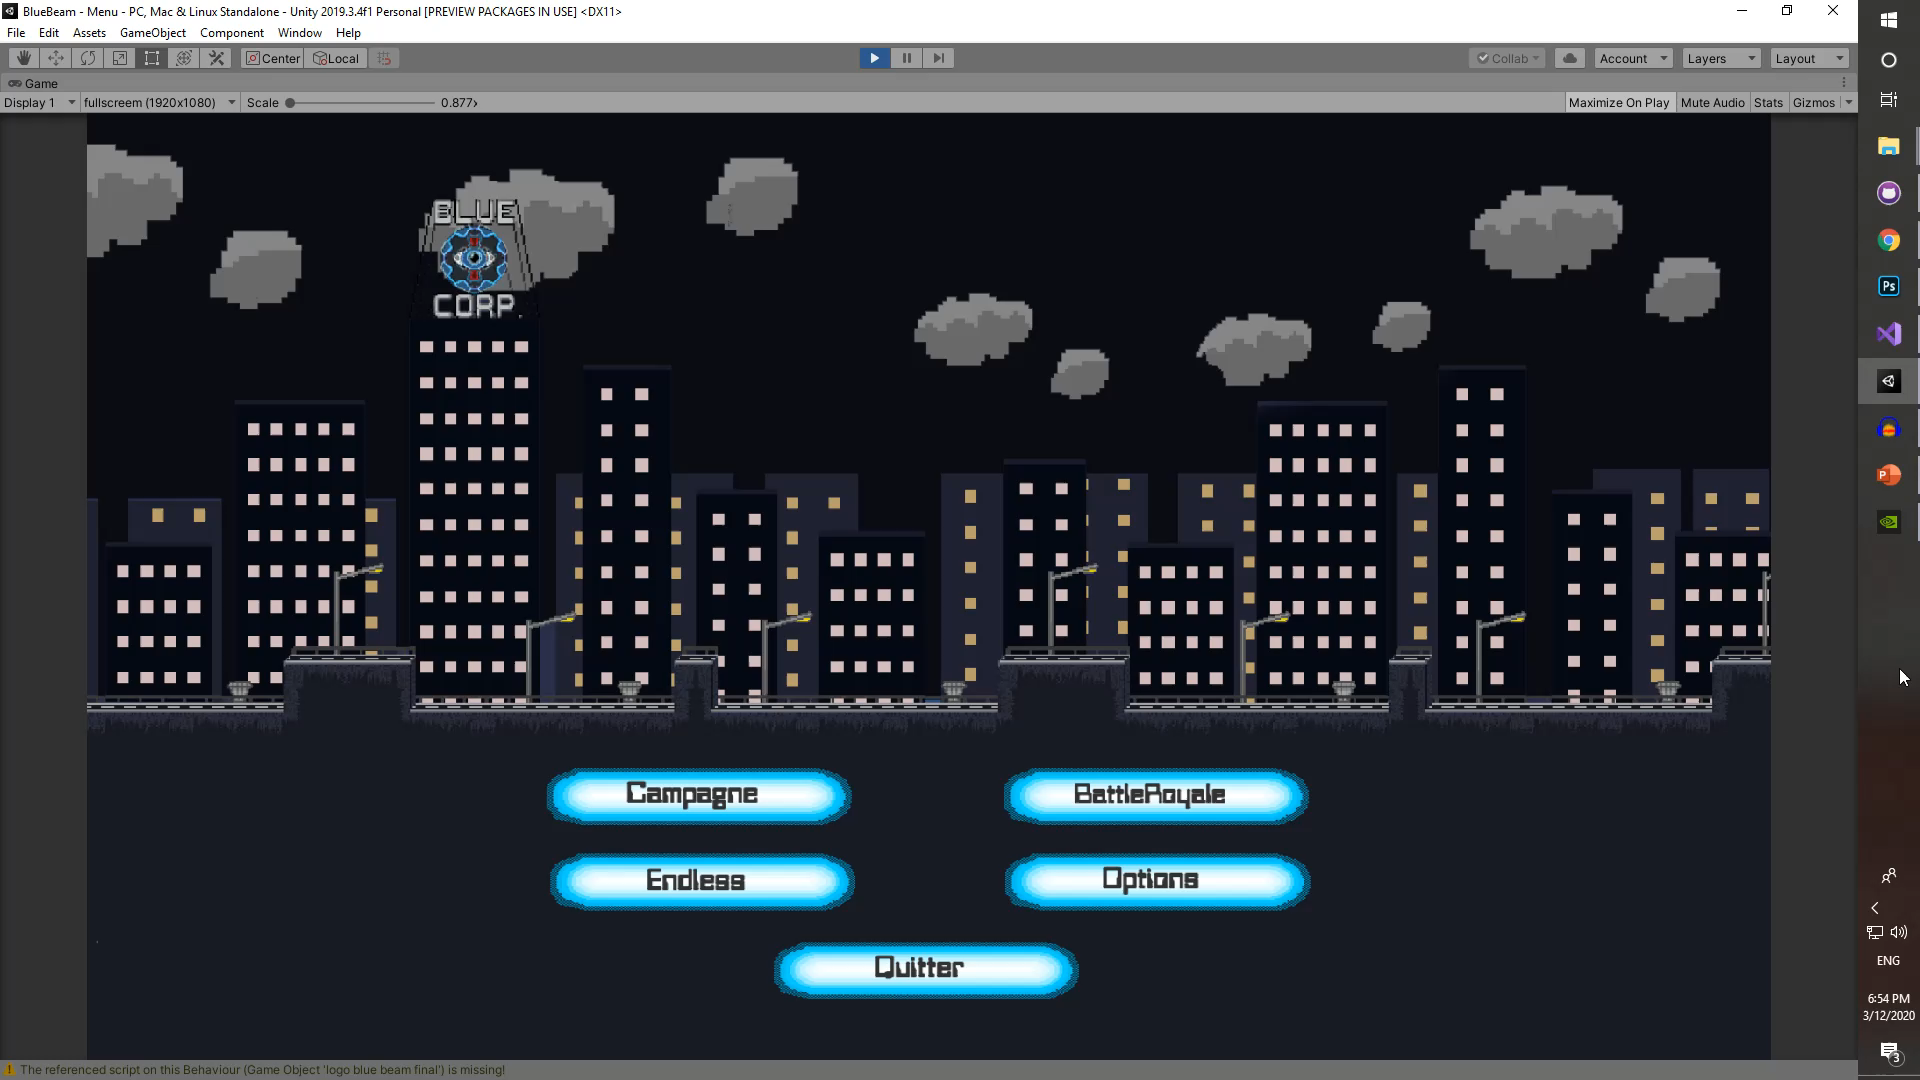 BlueBeam - Menu - PC, Mac & Linux Standalone - Unity 2019.3.4f1 Personal [PREVIEW PACKAGES IN USE] <DX11>
File Edit Assets GameObject Component Window Help
Center Local Collab Account Layers Layout
Game
Display 1 fullscreem (1920x1080) Scale 0.877x Maximize On Play Mute Audio Stats Gizmos
BLUE
CORP.
Campagne
BattleRoyale
Endless
Options
Quitter
The referenced script on this Behaviour (Game Object 'logo blue beam final') is missing!
Ps
P
ENG
6:54 PM
3/12/2020
3